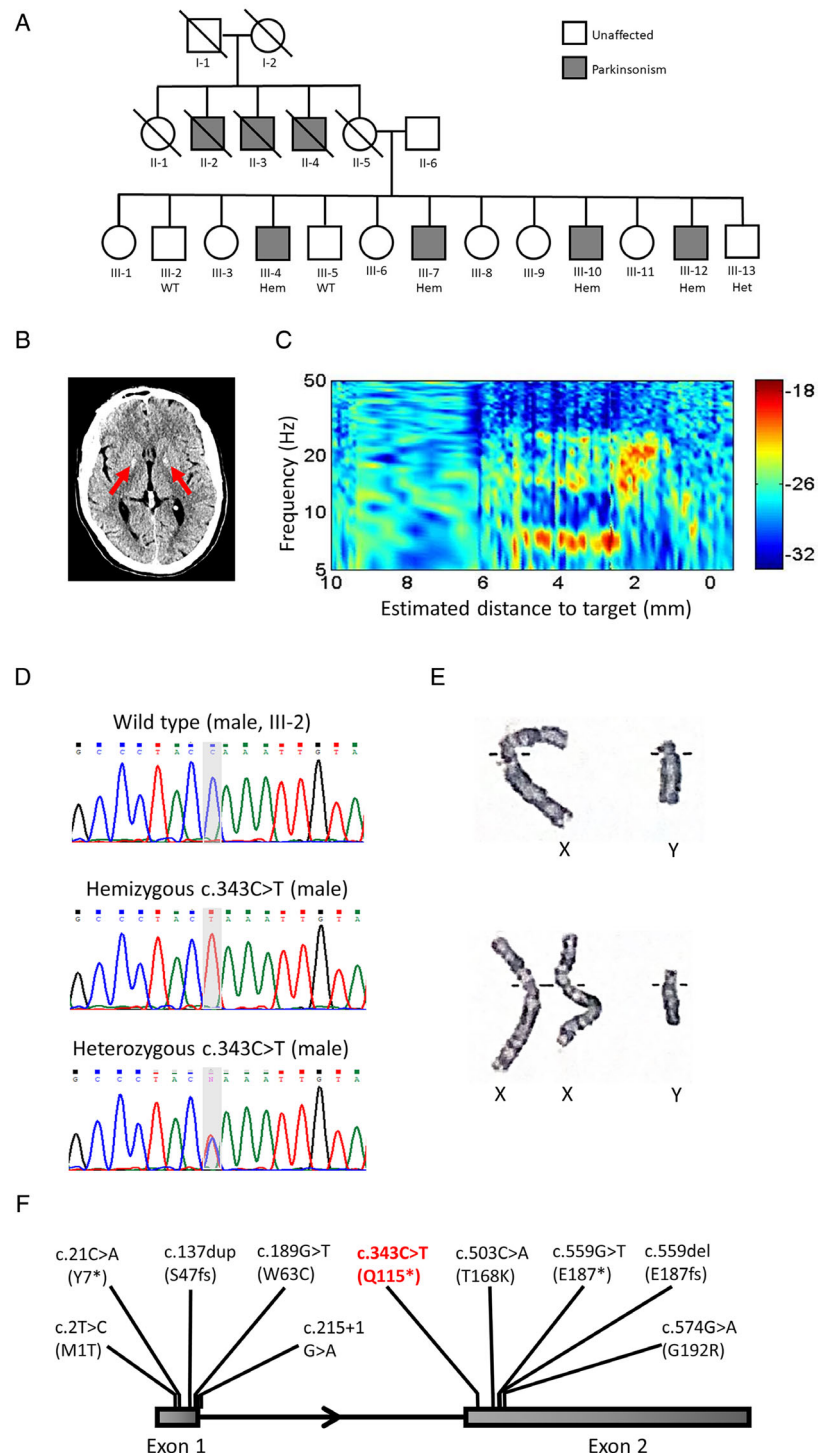 A
I-1 I-2
Unaffected
Parkinsonism
II-1 II-2 II-3 II-4 II-5 II-6
III-1 III-2 III-3 III-4 III-5 III-6 III-7 III-8 III-9 III-10 III-11 III-12 III-13
WT Hem WT Hem Hem Hem Het
B
C
50
20
10
5
Frequency (Hz)
10 8 6 4 2 0
Estimated distance to target (mm)
-18
-26
-32
D
Wild type (male, III-2)
G C C C T A C C A A A T T G T A
Hemizygous c.343C>T (male)
G C C C T A C T A A A T T G T A
Heterozygous c.343C>T (male)
G C C C T A C N A A A T T G T A
E
X Y
X X Y
F
c.21C>A
(Y7*)
c.137dup
(S47fs)
c.189G>T
(W63C)
c.343C>T
(Q115*)
c.503C>A
(T168K)
c.559G>T
(E187*)
c.559del
(E187fs)
c.2T>C
(M1T)
c.215+1
G>A
c.574G>A
(G192R)
Exon 1
Exon 2